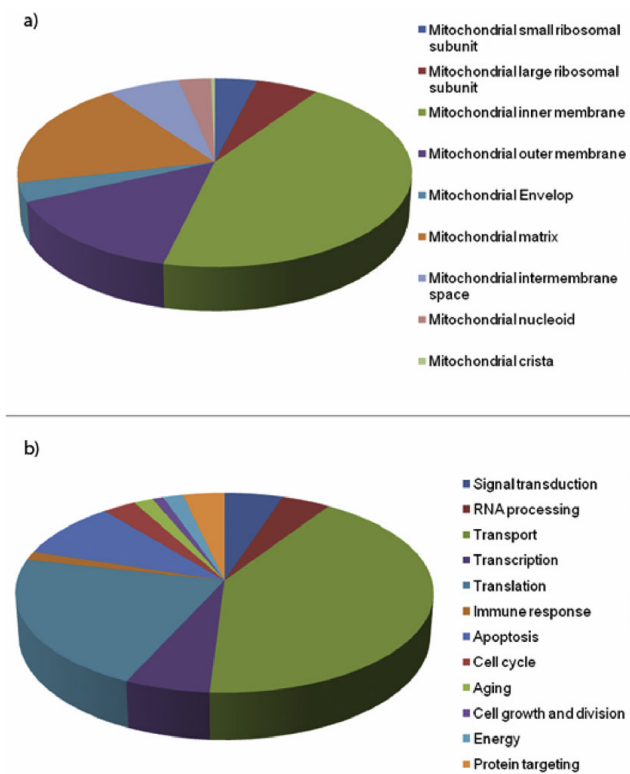 a)
Mitochondrial small ribosomal
subunit
Mitochondrial large ribosomal
subunit
Mitochondrial inner membrane
Mitochondrial outer membrane
Mitochondrial Envelop
Mitochondrial matrix
Mitochondrial intermembrane
space
Mitochondrial nucleoid
Mitochondrial crista
b)
Signal transduction
RNA processing
Transport
Transcription
Translation
Immune response
Apoptosis
Cell cycle
Aging
Cell growth and division
Energy
Protein targeting